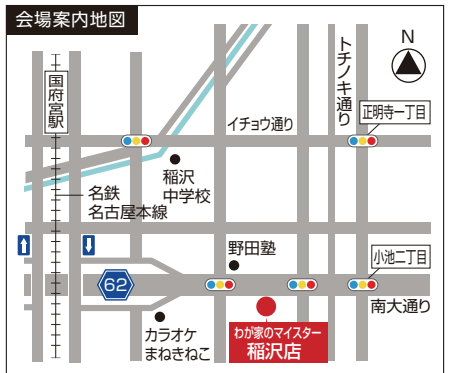 会場案内地図
N
国府宮駅
トチノキ通り
正明寺一丁目
イチョウ通り
稲沢
中学校
名鉄
名古屋本線
野田塾
小池二丁目
62
南大通り
カラオケ
まねきねこ
わが家のマイスター
稲沢店